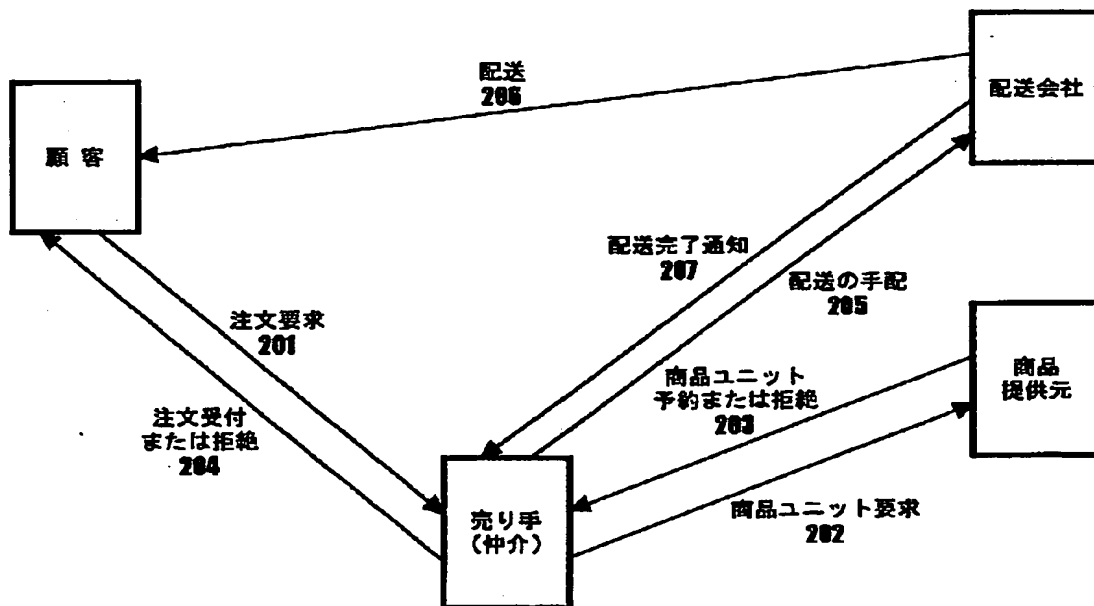 配送
206
配送会社
顧 客
配送完了通知
207
配送の手配
205
注文要求
201
商品ユニット
予約または拒絶
203
商品
提供元
注文受付
または拒絶
204
売り手
(仲介)
商品ユニット要求
202